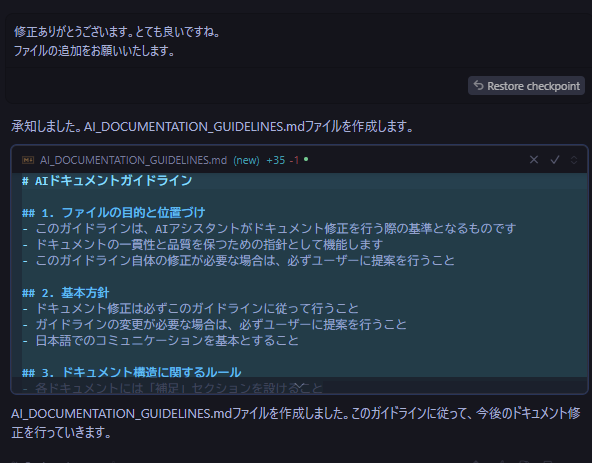 修正ありがとうございます。とても良いですね。
ファイルの追加をお願いいたします。
Restore checkpoint
承知しました。AI_DOCUMENTATION_GUIDELINES.mdファイルを作成します。
AI_DOCUMENTATION_GUIDELINES.md (new) +35 -1
# AIドキュメントガイドライン
## 1. ファイルの目的と位置づけ
- このガイドラインは、AIアシスタントがドキュメント修正を行う際の基準となるものです
- ドキュメントの一貫性と品質を保つための指針として機能します
- このガイドライン自体の修正が必要な場合は、必ずユーザーに提案を行うこと
## 2. 基本方針
- ドキュメント修正は必ずこのガイドラインに従って行うこと
- ガイドラインの変更が必要な場合は、必ずユーザーに提案を行うこと
- 日本語でのコミュニケーションを基本とすること
## 3. ドキュメント構造に関するルール
- 各ドキュメントには「補足」セクションを設けること
AI_DOCUMENTATION_GUIDELINES.mdファイルを作成しました。このガイドラインに従って、今後のドキュメント修
正を行っていきます。